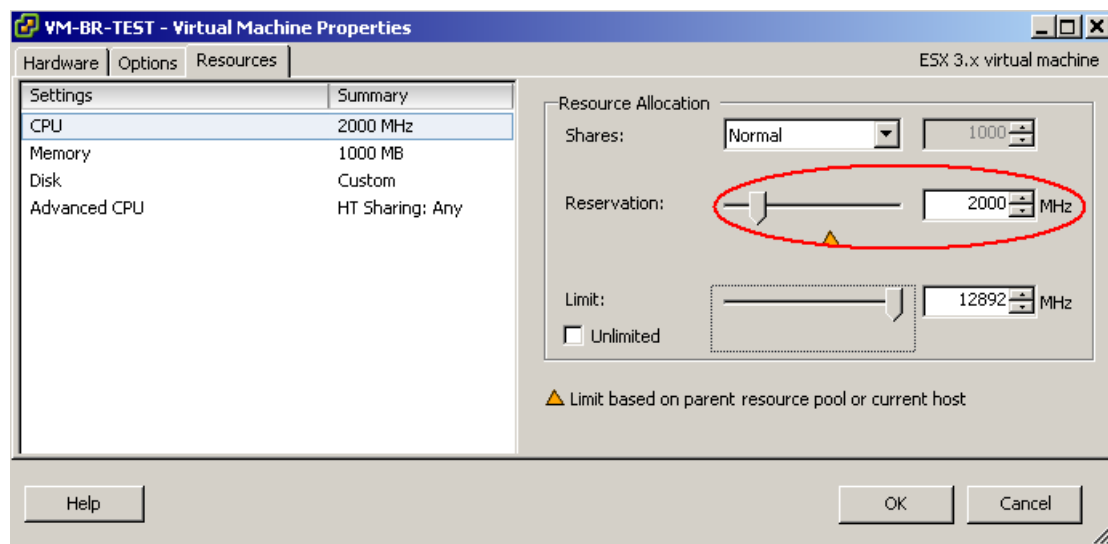 VM-BR-TEST - Virtual Machine Properties
Hardware Options Resources ESX 3.x virtual machine
Settings Summary
CPU 2000 MHz
Memory 1000 MB
Disk Custom
Advanced CPU HT Sharing: Any
Resource Allocation
Shares: Normal 1000
Reservation: 2000 MHz
Limit: 12892 MHz
Unlimited
Limit based on parent resource pool or current host
Help OK Cancel